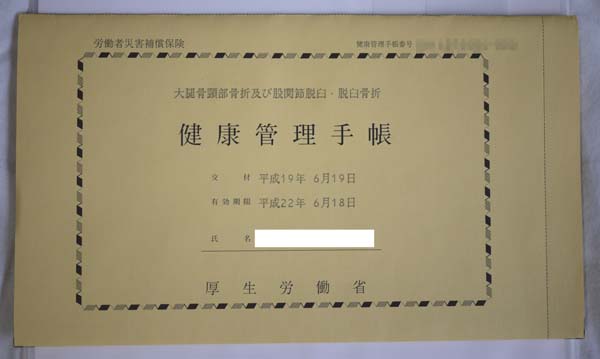 労働者災害補償保険
健康管理手帳番号
大腿骨頸部骨折及び股関節脱臼・脱臼骨折
健康管理手帳
交付 平成19年 6月19日
有効期限 平成22年 6月18日
氏名
厚生労働省